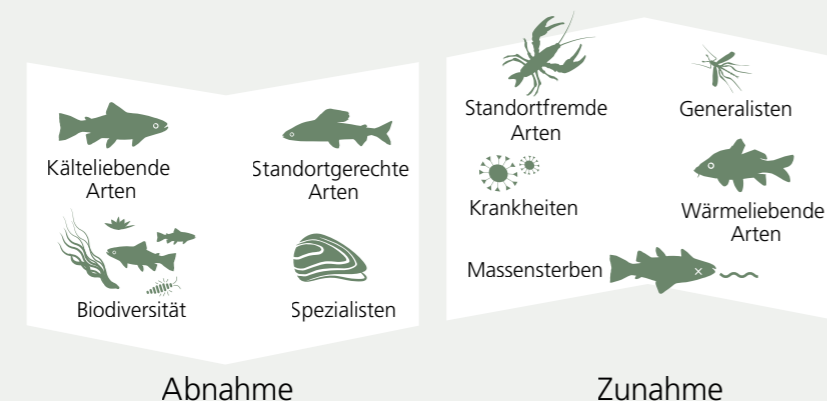 Kälteliebende
Arten
Standortgerechte
Arten
Biodiversität
Spezialisten
Abnahme
Standortfremde
Arten
Generalisten
Krankheiten
Wärmeliebende
Arten
Massensterben
Zunahme